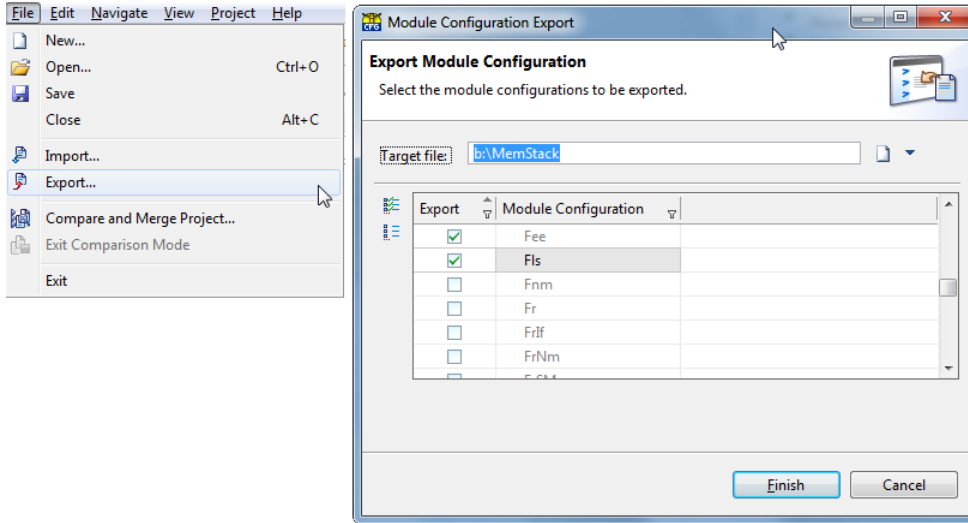 File Edit Navigate View Project Help
New...
Open... Ctrl+O
Save
Close Alt+C
Import...
Export...
Compare and Merge Project...
Exit Comparison Mode
Exit
CFG Module Configuration Export
Export Module Configuration
Select the module configurations to be exported.
Target file: b:\MemStack
Export Module Configuration
Fee
Fls
Fnm
Fr
FrIf
FrNm
Finish Cancel